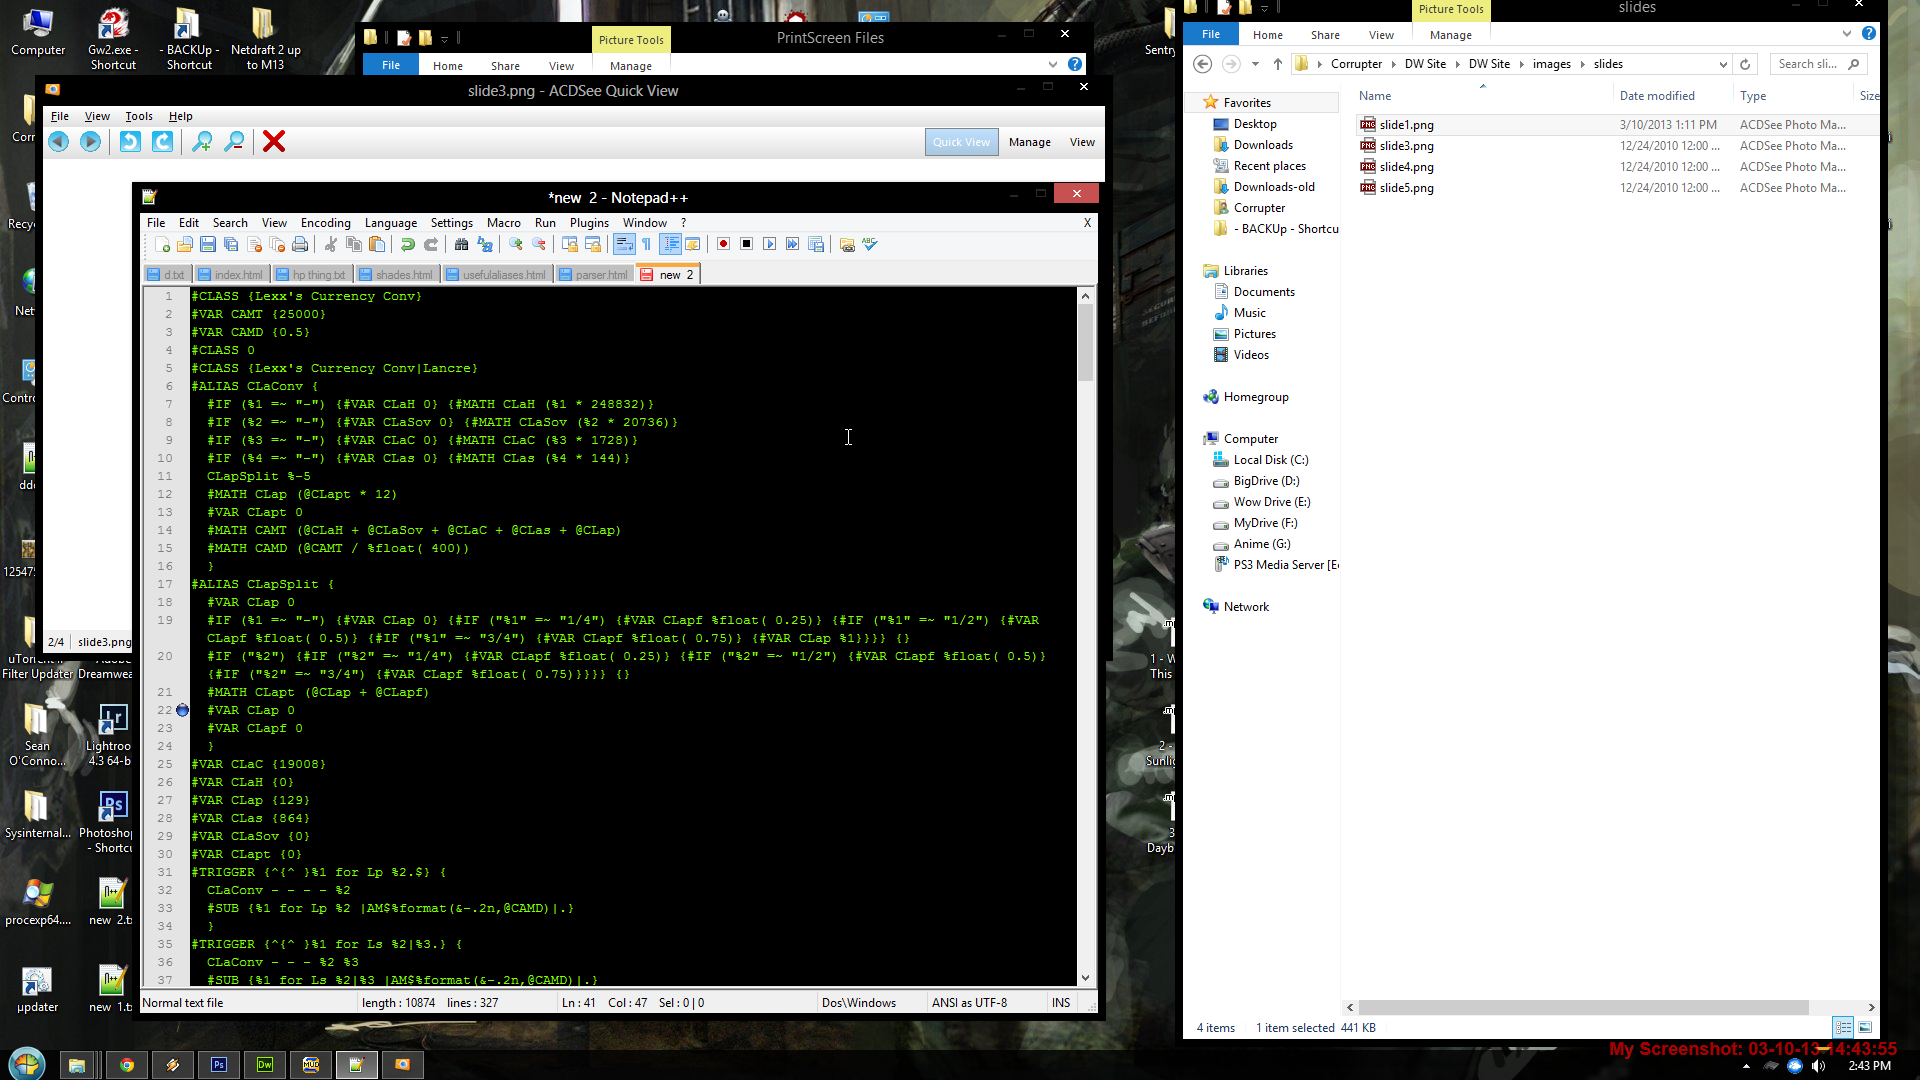 Computer
Gw2.exe - Shortcut
- BACKUp - Shortcut
Netdraft 2 up to M13
Picture Tools
PrintScreen Files
File
Home
Share
View
Manage
slide3.png - ACDSee Quick View
File
View
Tools
Help
Quick View
Manage
View
2/4
slide3.png
*new 2 - Notepad++
File
Edit
Search
View
Encoding
Language
Settings
Macro
Run
Plugins
Window
?
X
d.txt
index.html
hp thing.txt
shades.html
usefulaliases.html
parser.html
new 2
1 #CLASS {Lexx's Currency Conv}
2 #VAR CAMT {25000}
3 #VAR CAMD {0.5}
4 #CLASS 0
5 #CLASS {Lexx's Currency Conv|Lancre}
6 #ALIAS CLaConv {
7 #IF (%1 =~ "-") {#VAR CLaH 0} {#MATH CLaH (%1 * 248832)}
8 #IF (%2 =~ "-") {#VAR CLaSov 0} {#MATH CLaSov (%2 * 20736)}
9 #IF (%3 =~ "-") {#VAR CLaC 0} {#MATH CLaC (%3 * 1728)}
10 #IF (%4 =~ "-") {#VAR CLas 0} {#MATH CLas (%4 * 144)}
11 CLapSplit %-5
12 #MATH CLap (@CLapt * 12)
13 #VAR CLapt 0
14 #MATH CAMT (@CLaH + @CLaSov + @CLaC + @CLas + @CLap)
15 #MATH CAMD (@CAMT / %float( 400))
16 }
17 #ALIAS CLapSplit {
18 #VAR CLap 0
19 #IF (%1 =~ "-") {#VAR CLap 0} {#IF ("%1" =~ "1/4") {#VAR CLapf %float( 0.25)} {#IF ("%1" =~ "1/2") {#VAR
CLapf %float( 0.5)} {#IF ("%1" =~ "3/4") {#VAR CLapf %float( 0.75)} {#VAR CLap %1}}}} {}
20 #IF ("%2") {#IF ("%2" =~ "1/4") {#VAR CLapf %float( 0.25)} {#IF ("%2" =~ "1/2") {#VAR CLapf %float( 0.5)}
{#IF ("%2" =~ "3/4") {#VAR CLapf %float( 0.75)}}}} {}
21 #MATH CLapt (@CLap + @CLapf)
22 #VAR CLap 0
23 #VAR CLapf 0
24 }
25 #VAR CLaC {19008}
26 #VAR CLaH {0}
27 #VAR CLap {129}
28 #VAR CLas {864}
29 #VAR CLaSov {0}
30 #VAR CLapt {0}
31 #TRIGGER {^{^ }%1 for Lp %2.$} {
32 CLaConv - - - - %2
33 #SUB {%1 for Lp %2 |AM$%format(&-.2n,@CAMD)|.}
34 }
35 #TRIGGER {^{^ }%1 for Ls %2|%3.} {
36 CLaConv - - - %2 %3
37 #SUB {%1 for Ls %2|%3 |AM$%format(&-.2n,@CAMD)|.}
Normal text file
length : 10874 lines : 327
Ln : 41 Col : 47 Sel : 0 | 0
Dos\Windows
ANSI as UTF-8
INS
Filter Updater
Dreamwea
Sean O'Conno...
Lightroo 4.3 64-b
Sysinternal...
Photoshop - Shortcu
procexp64....
new 2.tx
updater
new 1.tx
Sentry
1 - W
This
2 -
Sunli
3
Dayb
Picture Tools
slides
File
Home
Share
View
Manage
Corrupter
DW Site
DW Site
images
slides
Search sli...
Favorites
Desktop
Downloads
Recent places
Downloads-old
Corrupter
- BACKUp - Shortcu
Libraries
Documents
Music
Pictures
Videos
Homegroup
Computer
Local Disk (C:)
BigDrive (D:)
Wow Drive (E:)
MyDrive (F:)
Anime (G:)
PS3 Media Server [E
Network
Name
Date modified
Type
Size
slide1.png 3/10/2013 1:11 PM ACDSee Photo Ma...
slide3.png 12/24/2010 12:00 ... ACDSee Photo Ma...
slide4.png 12/24/2010 12:00 ... ACDSee Photo Ma...
slide5.png 12/24/2010 12:00 ... ACDSee Photo Ma...
4 items
1 item selected 441 KB
My Screenshot: 03-10-13 14:43:55
2:43 PM